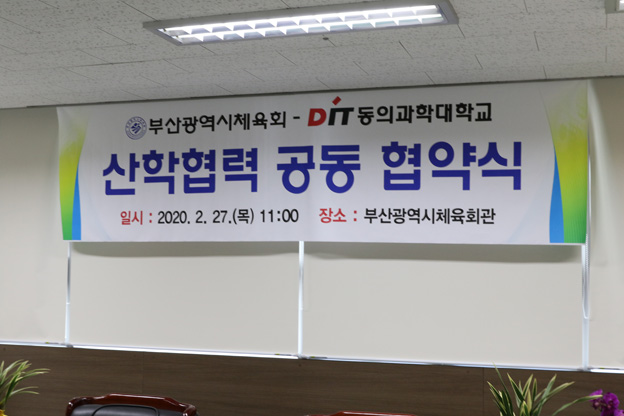 부산광역시체육회 - DIT 동의과학대학교
산학협력 공동 협약식
일시 : 2020. 2. 27.(목) 11:00 장소 : 부산광역시체육회관